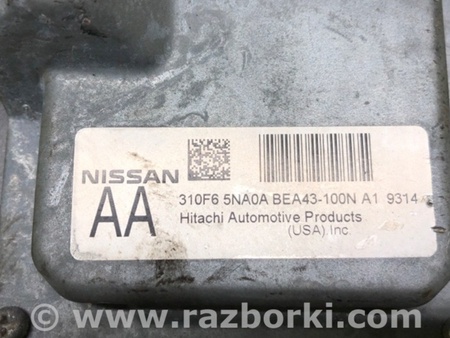 NISSAN
AA
310F6 5NA0A BEA43-100N A1 9314
Hitachi Automotive Products
(USA), Inc.
© www.razborki.com